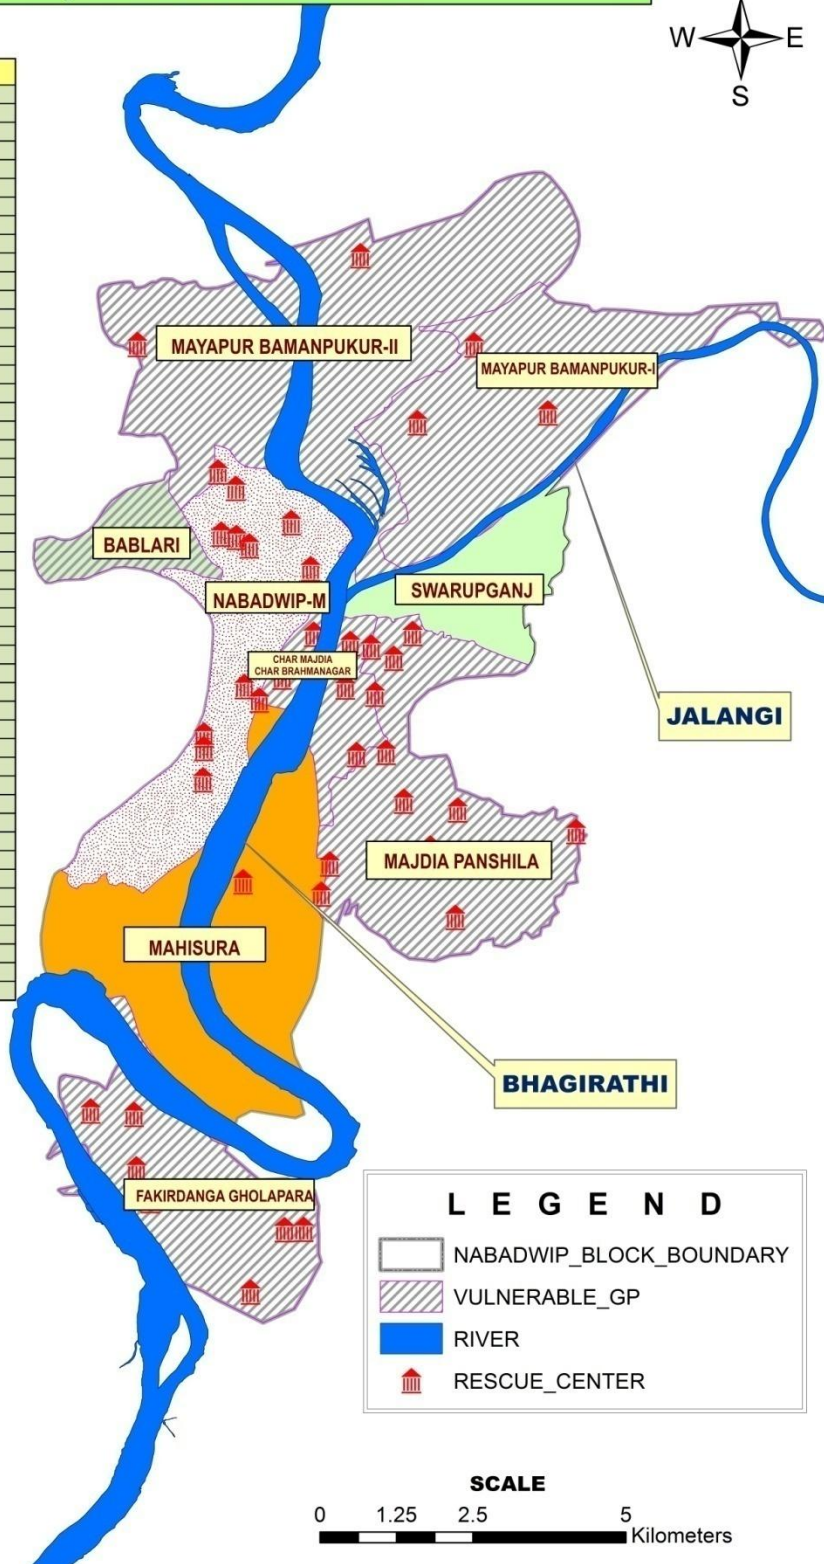 W
E
S
MAYAPUR BAMANPUKUR-II
MAYAPUR BAMANPUKUR-I
BABLARI
SWARUPGANJ
NABADWIP-M
CHAR MAJDIA
CHAR BRAHMANAGAR
JALANGI
MAJDIA PANSHILA
MAHISURA
BHAGIRATHI
FAKIRDANGA GHOLAPARA
LEGEND
NABADWIP_BLOCK_BOUNDARY
VULNERABLE_GP
RIVER
RESCUE_CENTER
SCALE
0 1.25 2.5 5
Kilometers